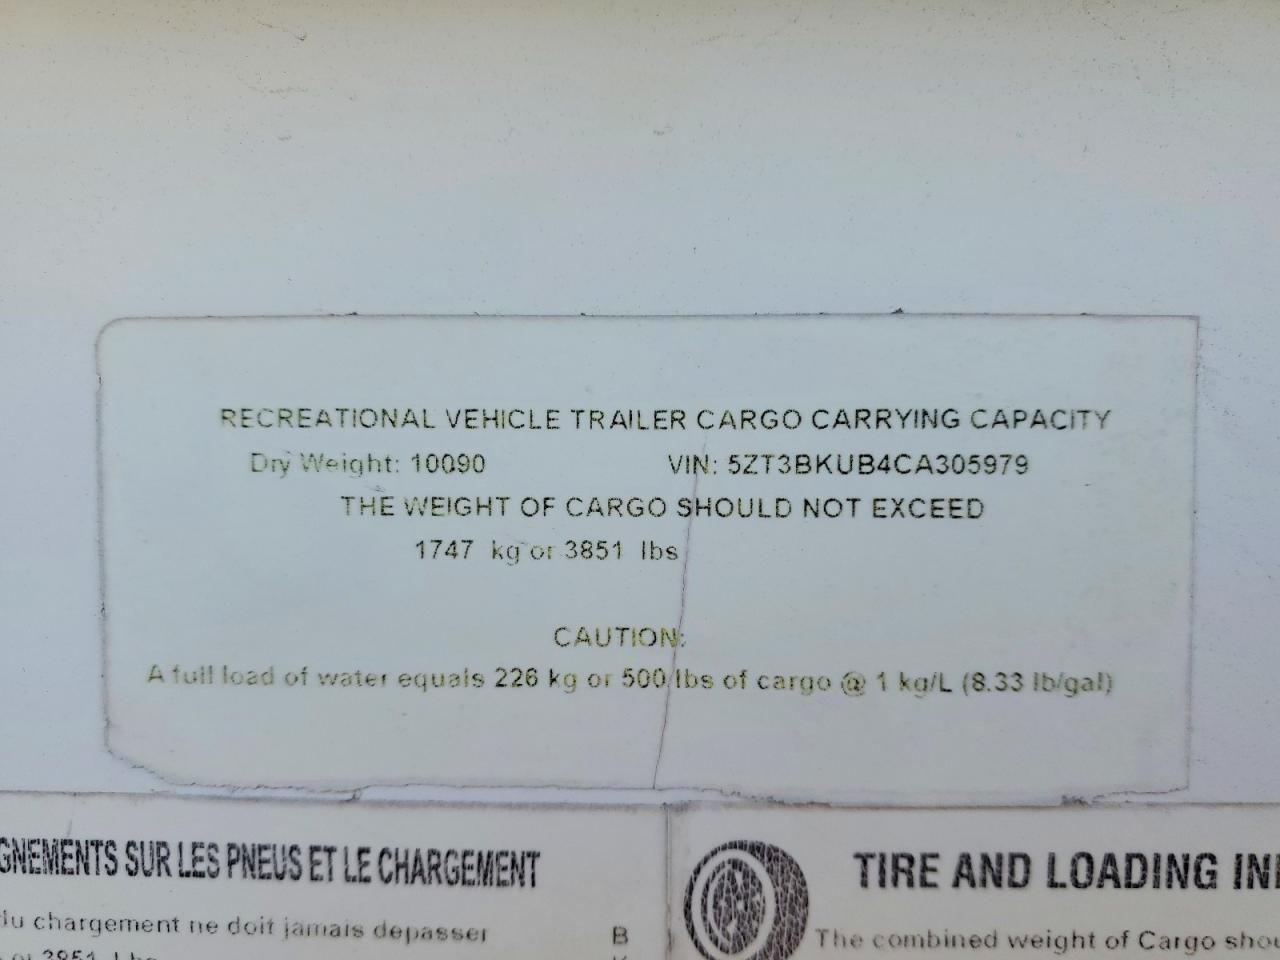 RECREATIONAL VEHICLE TRAILER CARGO CARRYING CAPACITY
Dry Weight: 10090 VIN: 5ZT3BKUB4CA305979
THE WEIGHT OF CARGO SHOULD NOT EXCEED
1747 kg or 3851 lbs
CAUTION:
A full load of water equals 226 kg or 500 lbs of cargo @ 1 kg/L (8.33 lb/gal)
GNEMENTS SUR LES PNEUS ET LE CHARGEMENT
du chargement ne doit jamais depasser B
TIRE AND LOADING IN
The combined weight of Cargo shou